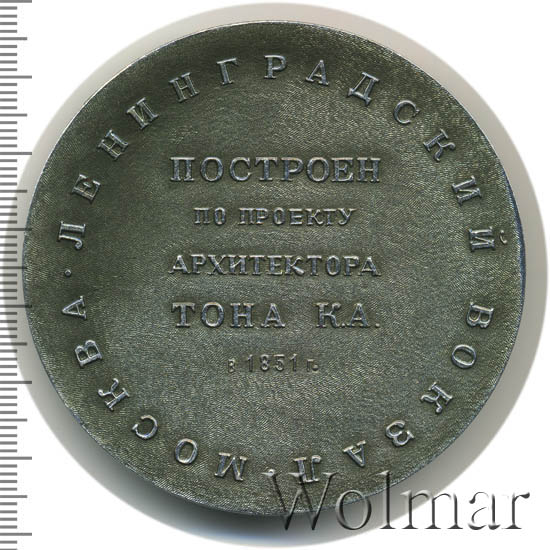 МОСКВА · ЛЕНИНГРАДСКИЙ ВОКЗАЛ ·
ПОСТРОЕН
ПО ПРОЕКТУ
АРХИТЕКТОРА
ТОНА К.А.
в 1851 г.
Wolmar